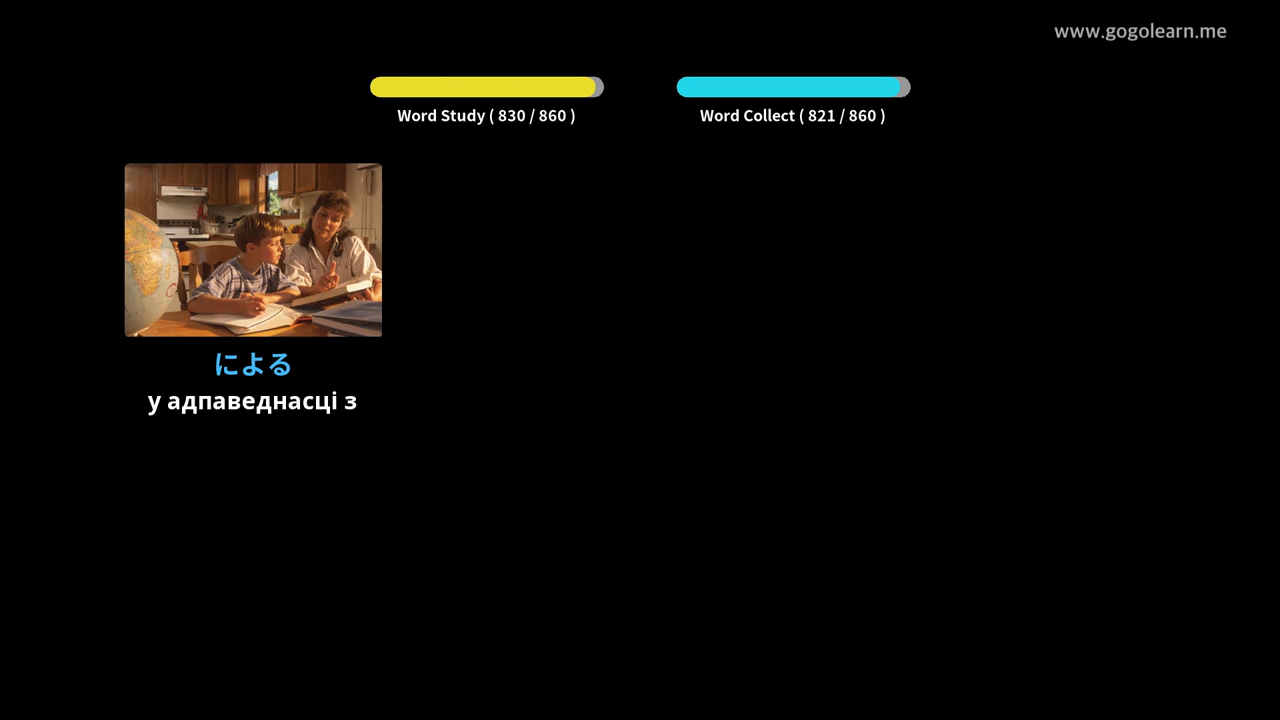 www.gogolearn.me
Word Study ( 830 / 860 )
Word Collect ( 821 / 860 )
による
у адпаведнасці з